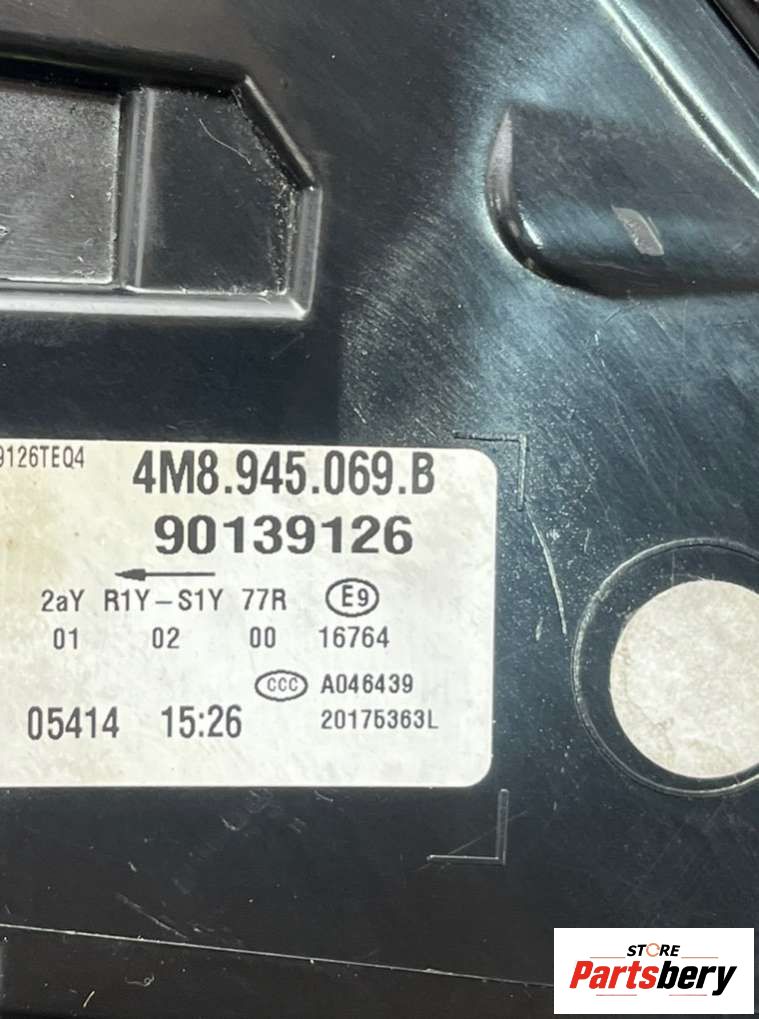 9126TEQ4
4M8.945.069.B
90139126
2aY R1Y-S1Y 77R E9
01 02 00 16764
CCC A046439
05414 15:26 20175363L
STORE
Partsbery